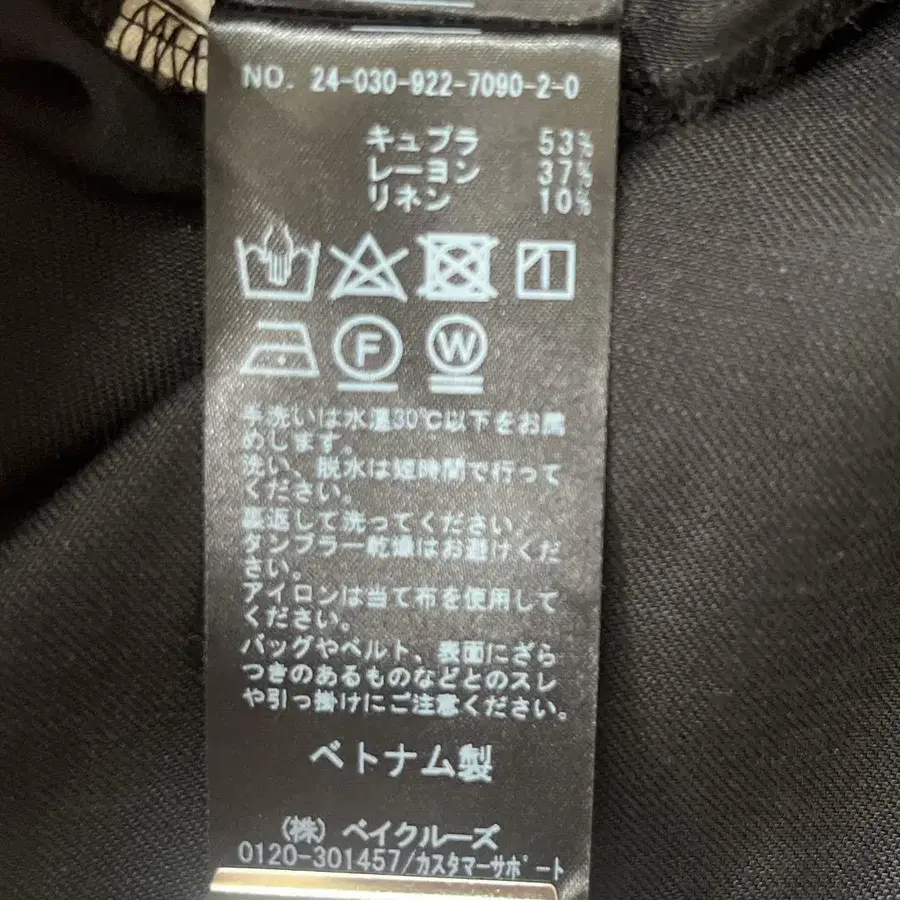 NO. 24-030-922-7090-2-0
キュプラ 53%
レーヨン 37%
リネン 10%
F W
手洗いは水温30℃以下をお薦
めします。
洗い、脱水は短時間で行って
ください。
裏返して洗ってください。
タンブラー乾燥はお避けくだ
さい。
アイロンは当て布を使用して
ください。
バッグやベルト、表面にざら
つきのあるものなどとのスレ
や引っ掛けにご注意ください。
ベトナム製
(株) ベイクルーズ
0120-301457/カスタマーサポート